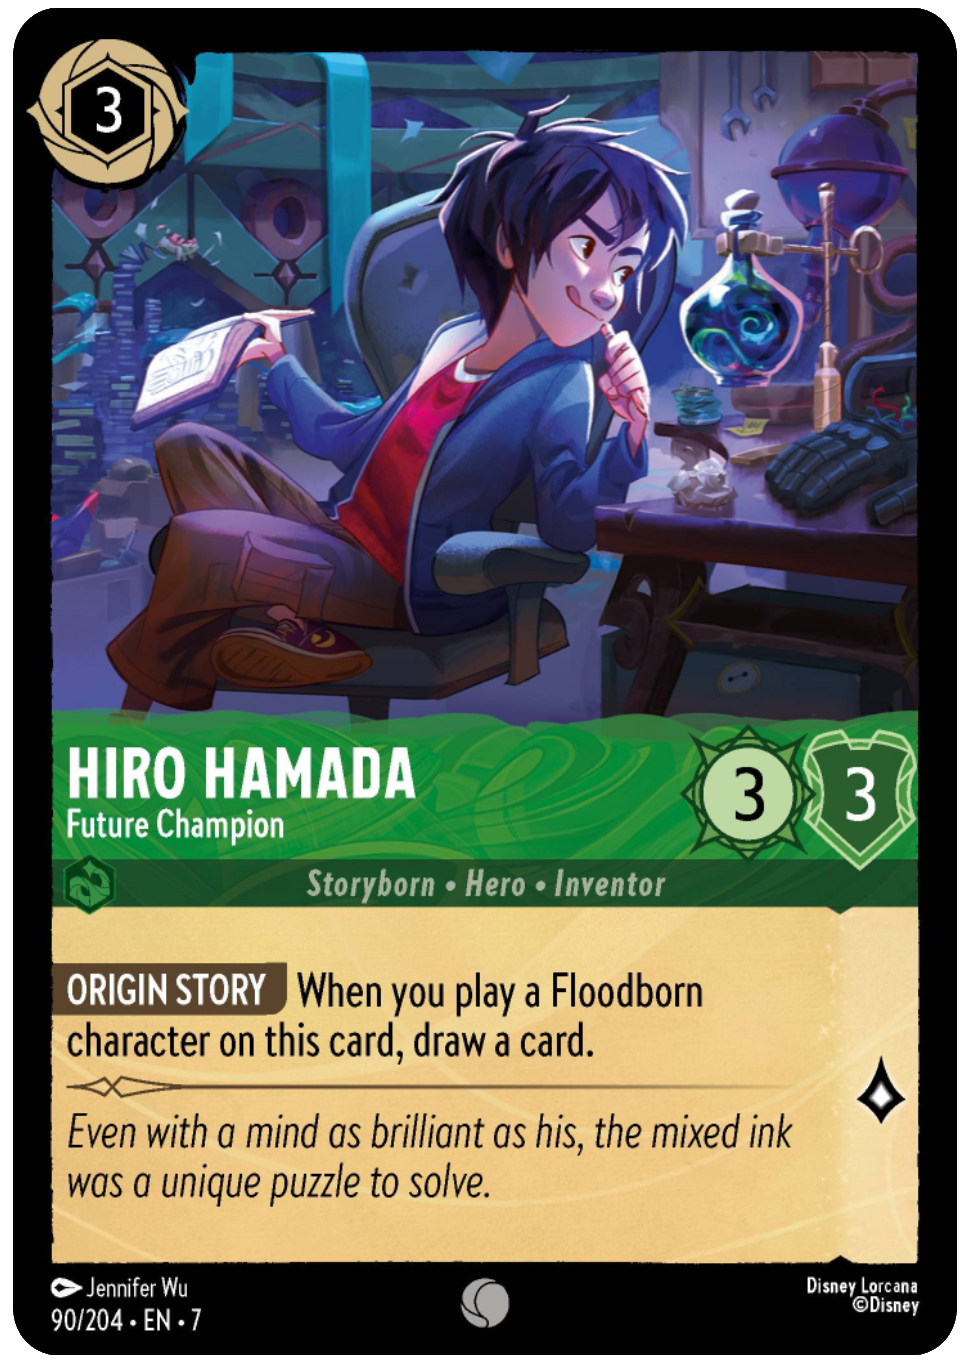 3
HIRO HAMADA
Future Champion
3
3
Storyborn • Hero • Inventor
ORIGIN STORY When you play a Floodborn
character on this card, draw a card.
Even with a mind as brilliant as his, the mixed ink
was a unique puzzle to solve.
Jennifer Wu
90/204 • EN • 7
Disney Lorcana
©Disney